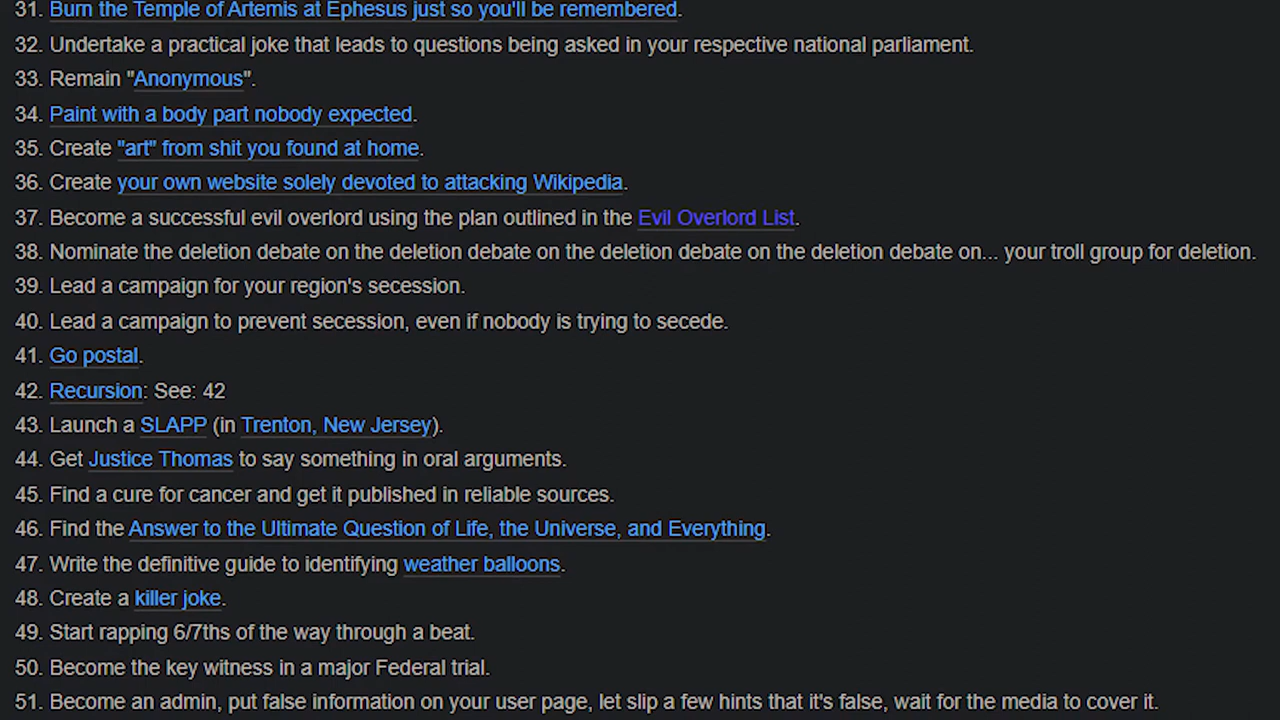 31. Burn the Temple of Artemis at Ephesus just so you'll be remembered.
32. Undertake a practical joke that leads to questions being asked in your respective national parliament.
33. Remain "Anonymous".
34. Paint with a body part nobody expected.
35. Create "art" from shit you found at home.
36. Create your own website solely devoted to attacking Wikipedia.
37. Become a successful evil overlord using the plan outlined in the Evil Overlord List.
38. Nominate the deletion debate on the deletion debate on the deletion debate on the deletion debate on... your troll group for deletion.
39. Lead a campaign for your region's secession.
40. Lead a campaign to prevent secession, even if nobody is trying to secede.
41. Go postal.
42. Recursion: See: 42
43. Launch a SLAPP (in Trenton, New Jersey).
44. Get Justice Thomas to say something in oral arguments.
45. Find a cure for cancer and get it published in reliable sources.
46. Find the Answer to the Ultimate Question of Life, the Universe, and Everything.
47. Write the definitive guide to identifying weather balloons.
48. Create a killer joke.
49. Start rapping 6/7ths of the way through a beat.
50. Become the key witness in a major Federal trial.
51. Become an admin, put false information on your user page, let slip a few hints that it's false, wait for the media to cover it.